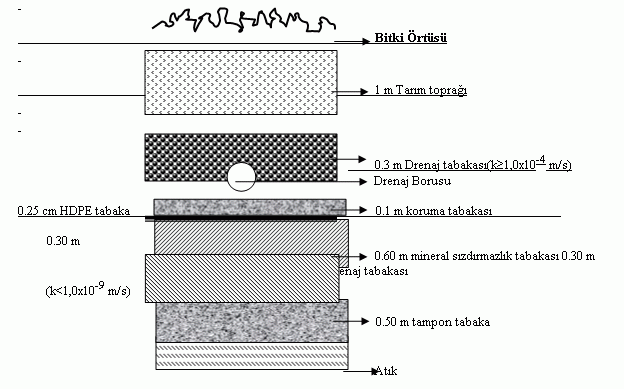 Bitki Örtüsü
1 m Tarım toprağı
0.3 m Drenaj tabakası(k≥1,0x10-4 m/s)
Drenaj Borusu
0.25 cm HDPE tabaka
0.1 m koruma tabakası
0.30 m
0.60 m mineral sızdırmazlık tabakası 0.30 m
enaj tabakası
(k<1,0x10-9 m/s)
0.50 m tampon tabaka
Atık